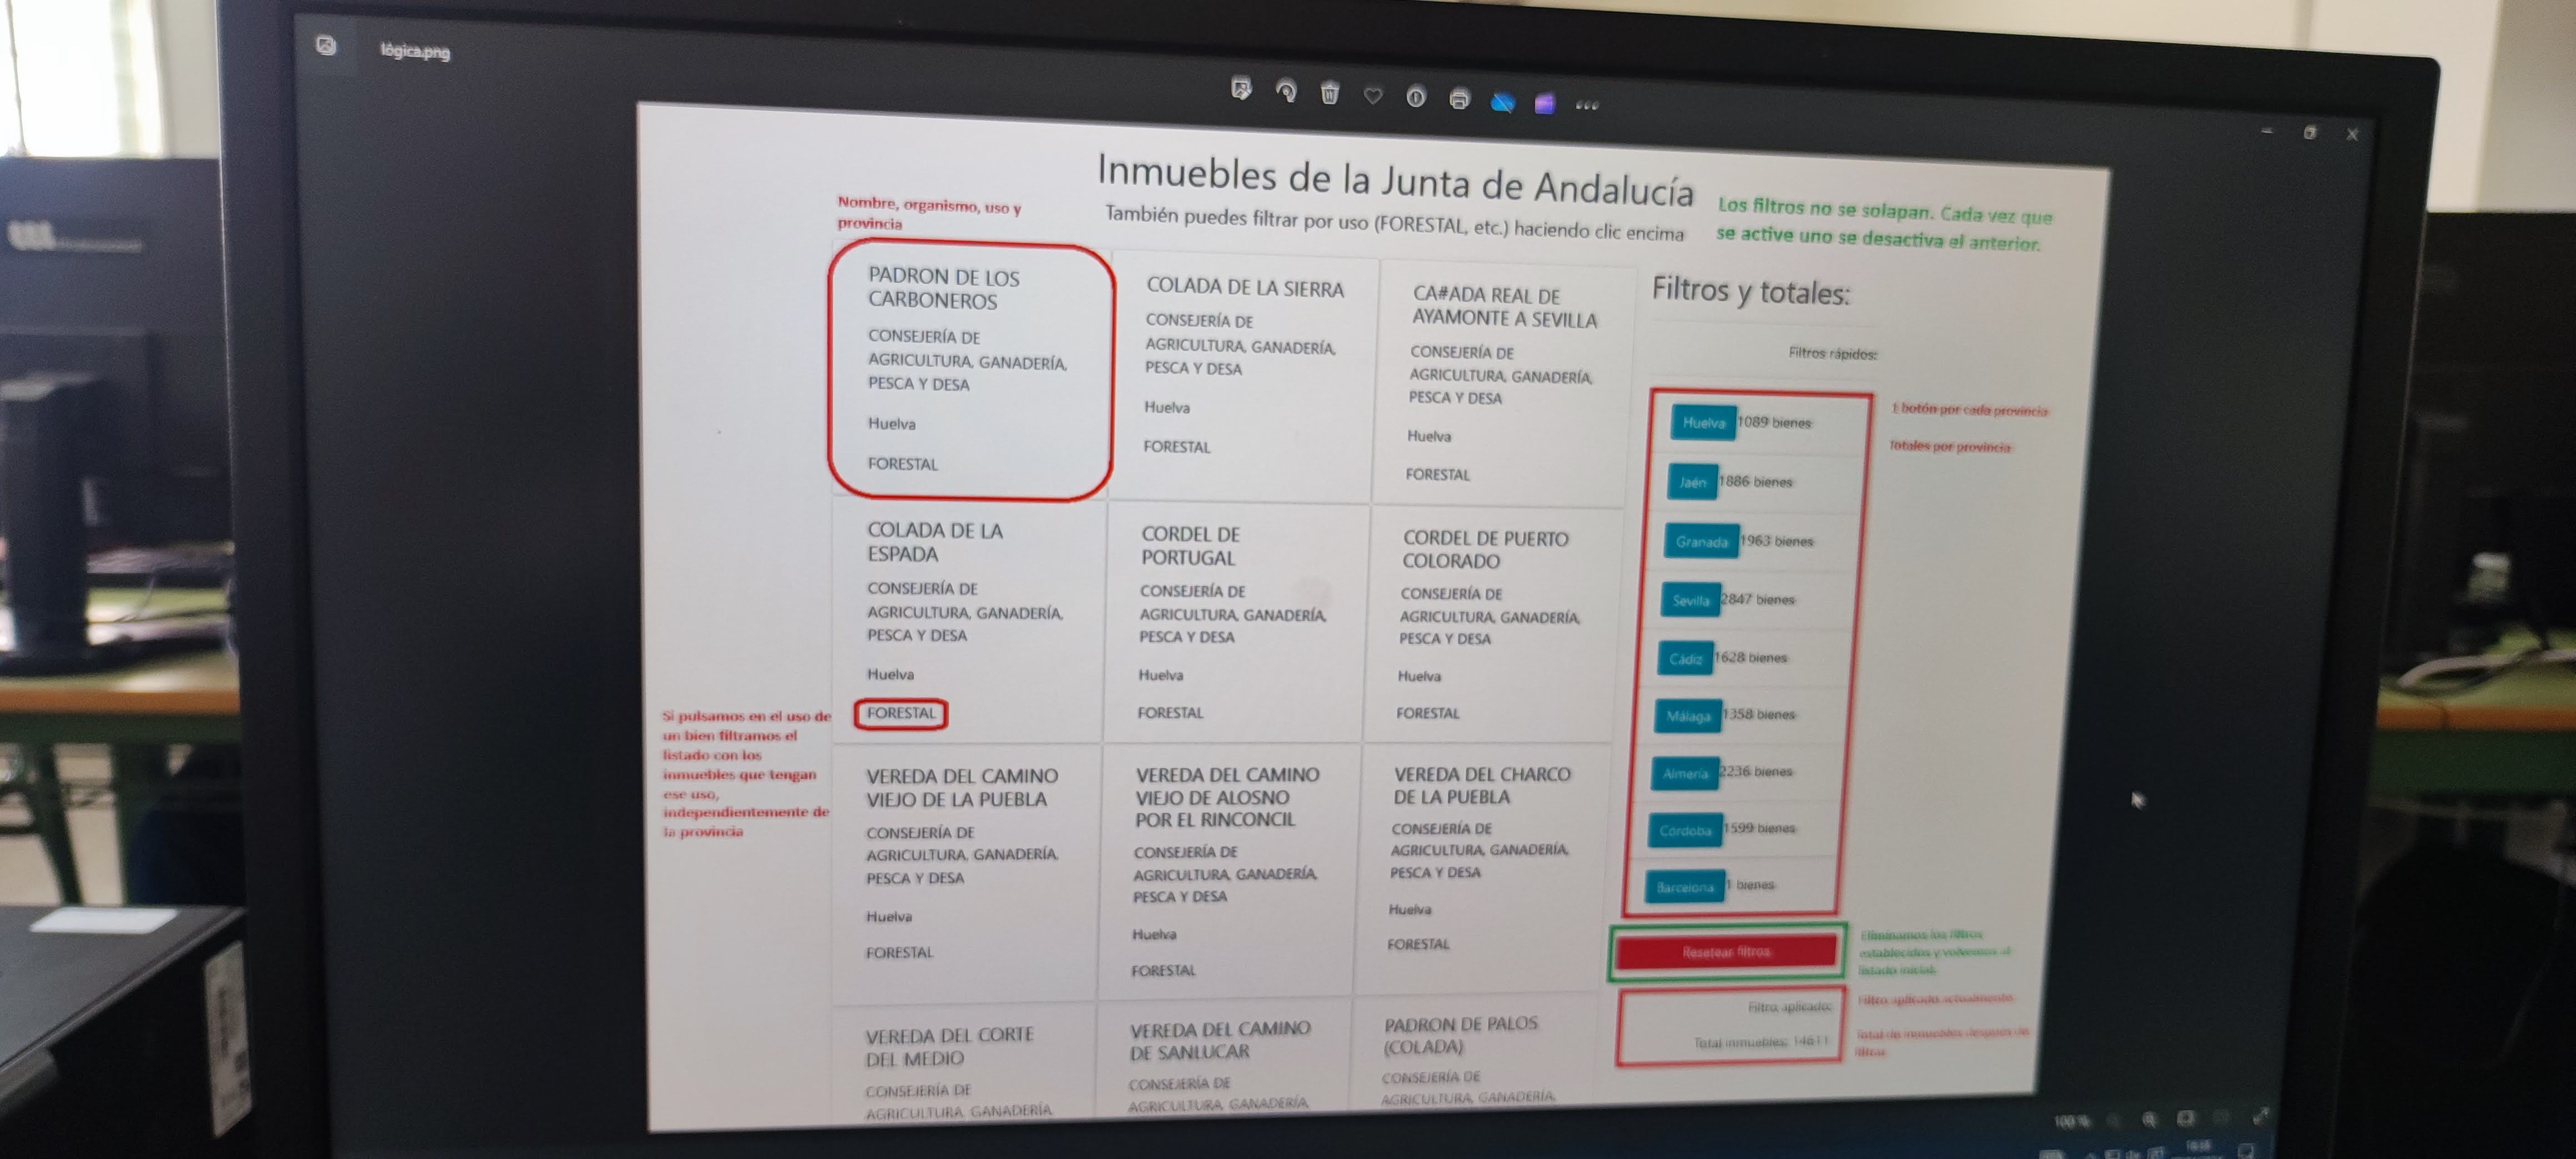 lógica.png
Inmuebles de la Junta de Andalucía
También puedes filtrar por uso (FORESTAL, etc.) haciendo clic encima
Los filtros no se solapan. Cada vez que
se active uno se desactiva el anterior.
Nombre, organismo, uso y
provincia
PADRON DE LOS
CARBONEROS
CONSEJERÍA DE
AGRICULTURA, GANADERÍA,
PESCA Y DESA
Huelva
FORESTAL
COLADA DE LA SIERRA
CONSEJERÍA DE
AGRICULTURA, GANADERÍA,
PESCA Y DESA
Huelva
FORESTAL
CA#ADA REAL DE
AYAMONTE A SEVILLA
CONSEJERÍA DE
AGRICULTURA, GANADERÍA,
PESCA Y DESA
Huelva
FORESTAL
COLADA DE LA
ESPADA
CONSEJERÍA DE
AGRICULTURA, GANADERÍA,
PESCA Y DESA
Huelva
FORESTAL
CORDEL DE
PORTUGAL
CONSEJERÍA DE
AGRICULTURA, GANADERÍA,
PESCA Y DESA
Huelva
FORESTAL
CORDEL DE PUERTO
COLORADO
CONSEJERÍA DE
AGRICULTURA, GANADERÍA,
PESCA Y DESA
Huelva
FORESTAL
Si pulsamos en el uso de
un bien filtramos el
listado con los
inmuebles que tengan
ese uso,
independientemente de
la provincia
VEREDA DEL CAMINO
VIEJO DE LA PUEBLA
CONSEJERÍA DE
AGRICULTURA, GANADERÍA,
PESCA Y DESA
Huelva
FORESTAL
VEREDA DEL CAMINO
VIEJO DE ALOSNO
POR EL RINCONCIL
CONSEJERÍA DE
AGRICULTURA, GANADERÍA,
PESCA Y DESA
Huelva
FORESTAL
VEREDA DEL CHARCO
DE LA PUEBLA
CONSEJERÍA DE
AGRICULTURA, GANADERÍA,
PESCA Y DESA
Huelva
FORESTAL
VEREDA DEL CORTE
DEL MEDIO
CONSEJERÍA DE
AGRICULTURA, GANADERÍA,
VEREDA DEL CAMINO
DE SANLUCAR
CONSEJERÍA DE
AGRICULTURA, GANADERÍA,
PADRON DE PALOS
(COLADA)
CONSEJERÍA DE
AGRICULTURA, GANADERÍA,
Filtros y totales:
Filtros rápidos:
Huelva 1089 bienes
Jaén 1886 bienes
Granada 1963 bienes
Sevilla 2847 bienes
Cádiz 1628 bienes
Málaga 1358 bienes
Almería 2236 bienes
Córdoba 1599 bienes
Barcelona 1 bienes
1 botón por cada provincia
Totales por provincia
Resetear filtros
Eliminamos los filtros
establecidos y volvemos al
listado inicial
Filtro aplicado:
Total inmuebles: 14611
Filtro aplicado actualmente
Total de inmuebles después de
filtrar
100 %